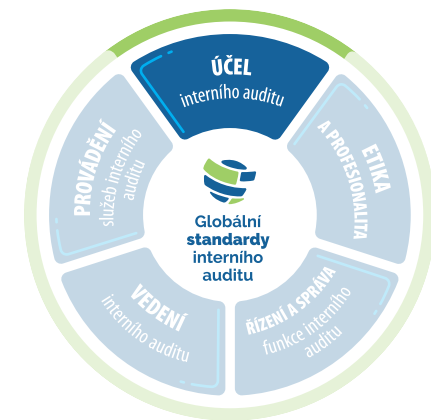 ÚČEL
interního auditu
ETIKA
A PROFESIONALITA
ŘÍZENÍ A SPRÁVA
funkce interního
auditu
VEDENÍ
interního auditu
PROVÁDĚNÍ
služeb interního
auditu
Globální
standardy
interního
auditu